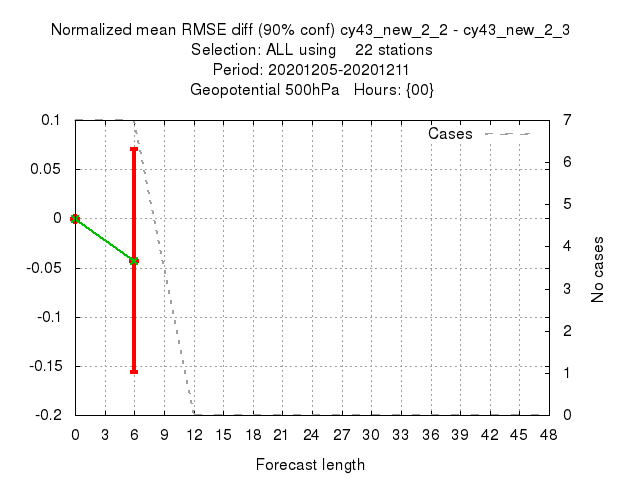 Normalized mean RMSE diff (90% conf) cy43_new_2_2 - cy43_new_2_3
Selection: ALL using    22 stations
Period: 20201205-20201211
Geopotential 500hPa   Hours: {00}
Cases
0.1
0.05
0
-0.05
-0.1
-0.15
-0.2
7
6
5
4
3
2
1
0
No cases
0 3 6 9 12 15 18 21 24 27 30 33 36 39 42 45 48
Forecast length